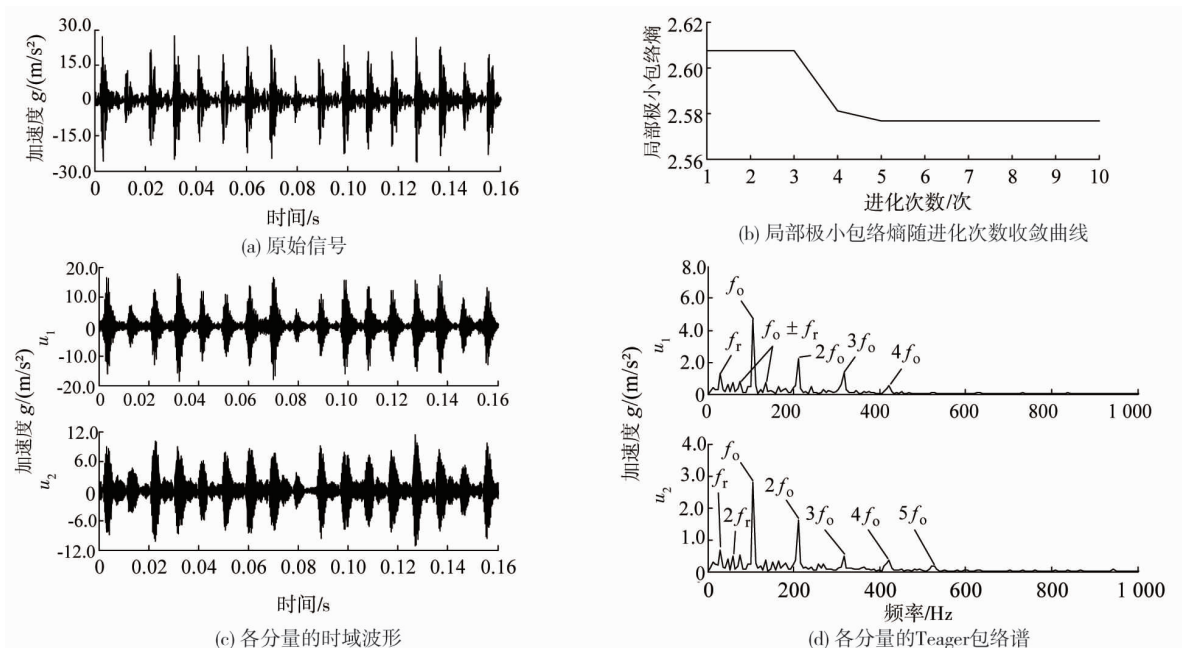 加速度 g/(m/s²)
30.0
15.0
0
-15.0
-30.0
0 0.02 0.04 0.06 0.08 0.10 0.12 0.14 0.16
时间/s
(a) 原始信号
局部极小包络熵
2.62
2.60
2.58
2.56
1 2 3 4 5 6 7 8 9 10
进化次数/次
(b) 局部极小包络熵随进化次数收敛曲线
加速度 g/(m/s²)
u₁
20.0
10.0
0
-10.0
-20.0
0 0.02 0.04 0.06 0.08 0.10 0.12 0.14 0.16
u₂
12.0
6.0
0
-6.0
-12.0
0 0.02 0.04 0.06 0.08 0.10 0.12 0.14 0.16
时间/s
(c) 各分量的时域波形
加速度 g/(m/s²)
u₁
8.0
6.0
4.0
2.0
0
fr
fo
fo ± fr
2fo
3fo
4fo
0 200 400 600 800 1 000
u₂
4.0
3.0
2.0
1.0
0
fr
2fr
fo
2fo
3fo
4fo
5fo
0 200 400 600 800 1 000
频率/Hz
(d) 各分量的Teager包络谱